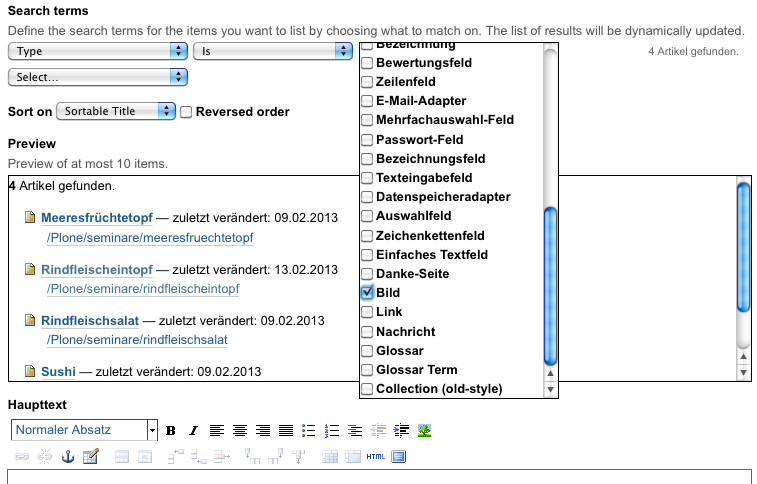 Search terms
Define the search terms for the items you want to list by choosing what to match on. The list of results will be dynamically updated.
Type
Is
4 Artikel gefunden.
Select...
Sort on
Sortable Title
Reversed order
Preview
Preview of at most 10 items.
4 Artikel gefunden.
Meeresfrüchtetopf — zuletzt verändert: 09.02.2013
/Plone/seminare/meeresfruechtetopf
Rindfleischeintopf — zuletzt verändert: 13.02.2013
/Plone/seminare/rindfleischeintopf
Rindfleischsalat — zuletzt verändert: 09.02.2013
/Plone/seminare/rindfleischsalat
Sushi — zuletzt verändert: 09.02.2013
Bezeichnung
Bewertungsfeld
Zeilenfeld
E-Mail-Adapter
Mehrfachauswahl-Feld
Passwort-Feld
Bezeichnungsfeld
Texteingabefeld
Datenspeicheradapter
Auswahlfeld
Zeichenkettenfeld
Einfaches Textfeld
Danke-Seite
Bild
Link
Nachricht
Glossar
Glossar Term
Collection (old-style)
Haupttext
Normaler Absatz
B I
HTML